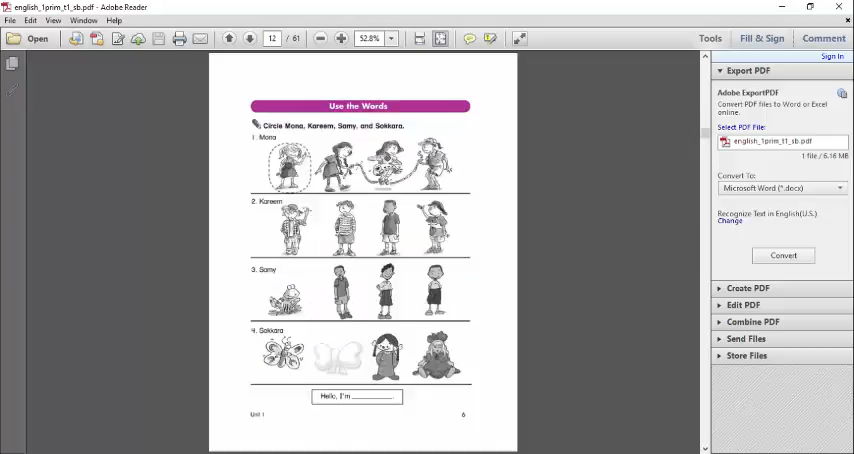 english_1prim_t1_sb.pdf - Adobe Reader
File Edit View Window Help
Open 12 / 61 52.8% Tools Fill & Sign Comment
Sign In
Export PDF
Adobe ExportPDF
Convert PDF files to Word or Excel
online.
Select PDF File:
english_1prim_t1_sb.pdf
1 file / 6.16 MB
Convert To:
Microsoft Word (*.docx)
Recognize Text in English(U.S.)
Change
Convert
Create PDF
Edit PDF
Combine PDF
Send Files
Store Files
Use the Words
Circle Mona, Kareem, Samy, and Sokkara.
1. Mona
2. Kareem
3. Samy
4. Sokkara
Hello, I'm ________.
Unit 1 6